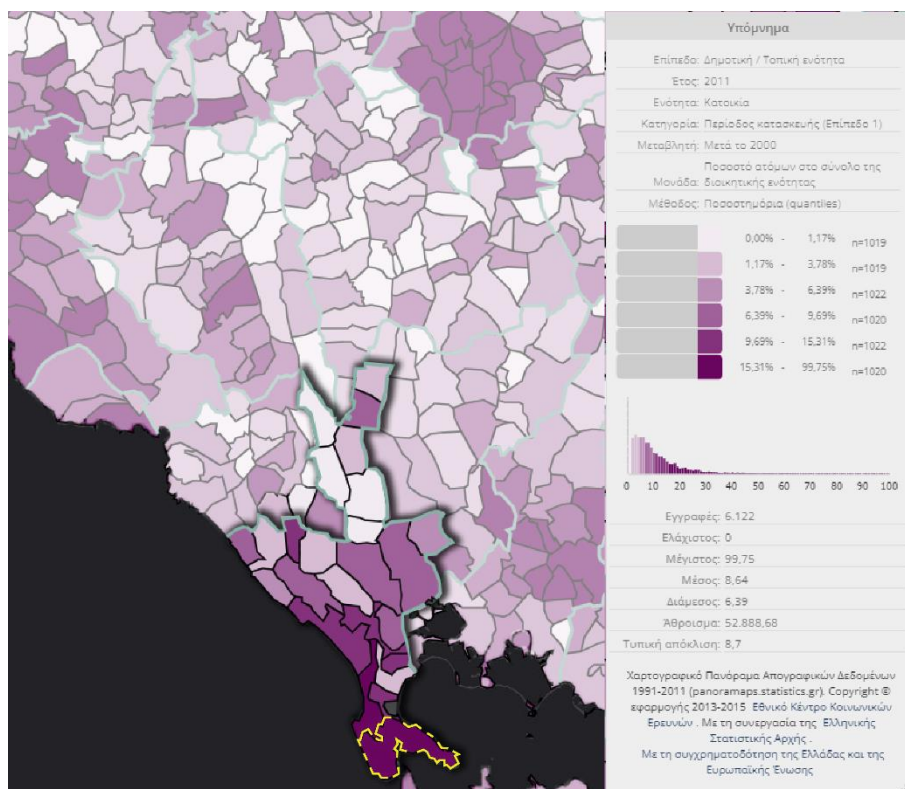 Υπόμνημα
Επίπεδο: Δημοτική / Τοπική ενότητα
Έτος: 2011
Ενότητα: Κατοικια
Κατηγορία: Περίοδος κατασκευής (Επίπεδο 1)
Μεταβλητή: Μετά το 2000
Ποσοστό ατόμων στο σύνολο της
Μονάδα: διοικητικής ενότητας
Μέθοδος: Ποσοστημόρια (quantiles)
0,00% - 1,17% n=1019
1,17% - 3,78% n=1019
3,78% - 6,39% n=1022
6,39% - 9,69% n=1020
9,69% - 15,31% n=1022
15,31% - 99,75% n=1020
0 10 20 30 40 50 60 70 80 90 100
Εγγραφές: 6.122
Ελάχιστος: 0
Μέγιστος: 99,75
Μέσος: 8,64
Διάμεσος: 6,39
Άθροισμα: 52.888,68
Τυπική απόκλιση: 8,7
Χαρτογραφικό Πανόραμα Απογραφικών Δεδομένων
1991-2011 (panoramaps.statistics.gr). Copyright ©
εφαρμογής 2013-2015 Εθνικό Κέντρο Κοινωνικών
Ερευνών . Με τη συνεργασία της Ελληνικής
Στατιστικής Αρχής .
Με τη συγχρηματοδότηση της Ελλάδας και της
Ευρωπαϊκής Ένωσης